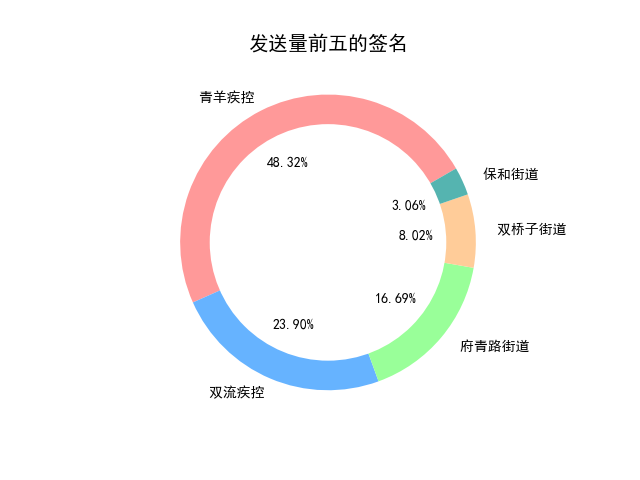 发送量前五的签名
青羊疾控
48.32%
保和街道
3.06%
双桥子街道
8.02%
16.69%
府青路街道
23.90%
双流疾控